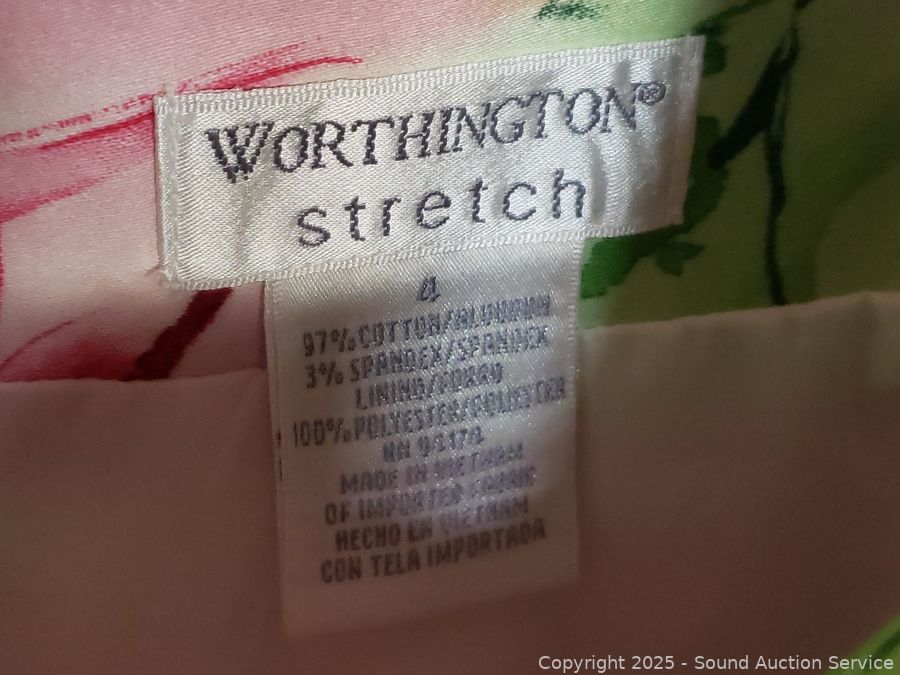 WORTHINGTON®
stretch
4
97% COTTON/ALGODON
3% SPANDEX/SPANDEX
LINING/FORRO
100% POLYESTER/POLIESTER
RN 93174
MADE IN VIETNAM
OF IMPORTED FABRIC
HECHO EN VIETNAM
CON TELA IMPORTADA
Copyright 2025 - Sound Auction Service